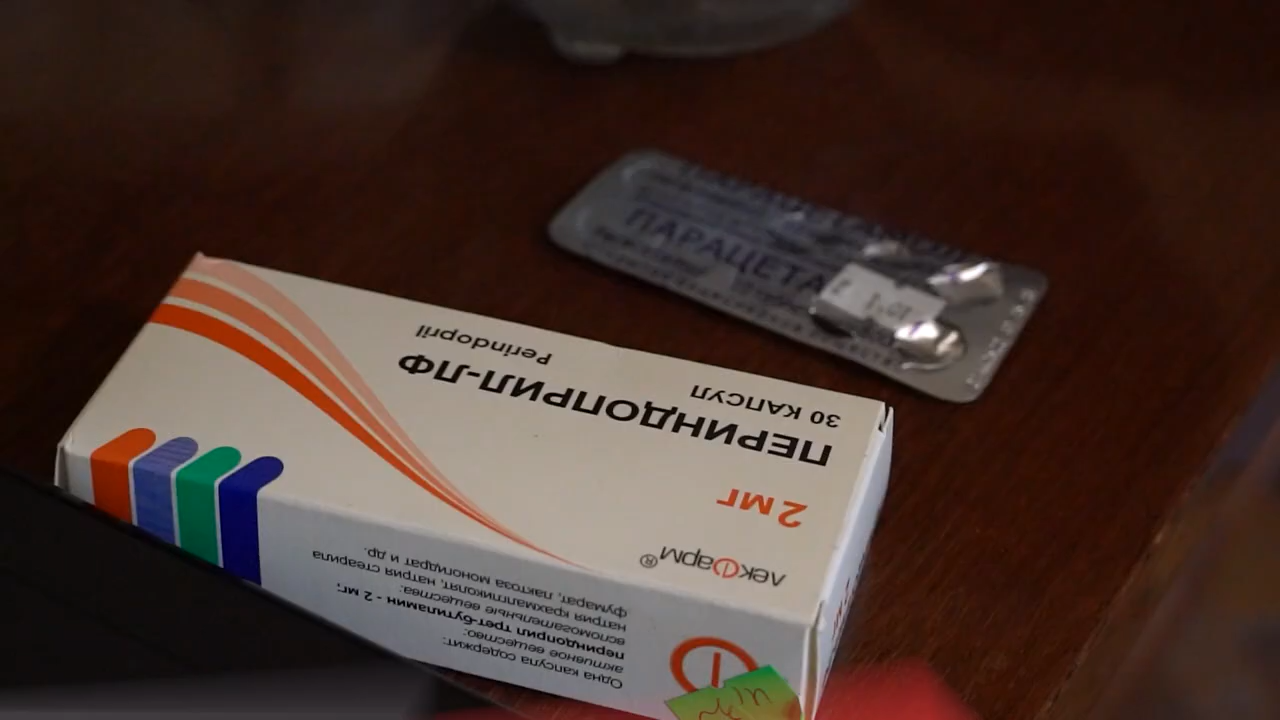 лекФарм®
2 мг
ПЕРИНДОПРИЛ-ЛФ
Perindopril
30 КАПСУЛ
Одна капсула содержит:
активное вещество:
периндоприл трет-бутиламин - 2 мг;
вспомогательные вещества:
натрия крахмалгликолят, натрия стеарила
фумарат, лактоза моногидрат и др.
ПАРАЦЕТА